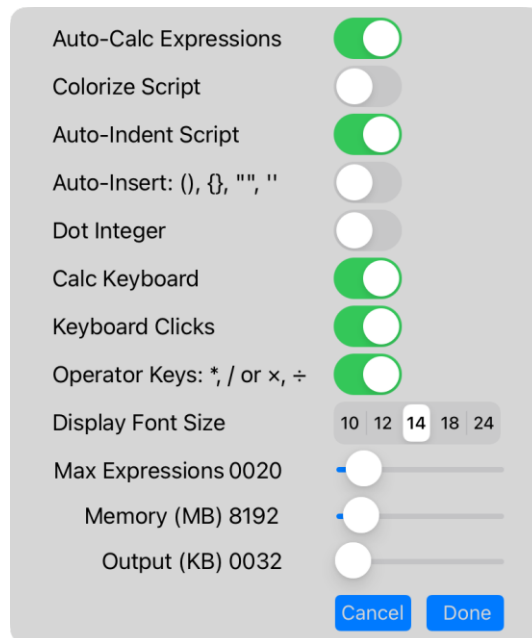 Auto-Calc Expressions
Colorize Script
Auto-Indent Script
Auto-Insert: (), {}, "", ''
Dot Integer
Calc Keyboard
Keyboard Clicks
Operator Keys: *, / or ×, ÷
Display Font Size 10 12 14 18 24
Max Expressions 0020
Memory (MB) 8192
Output (KB) 0032
Cancel Done